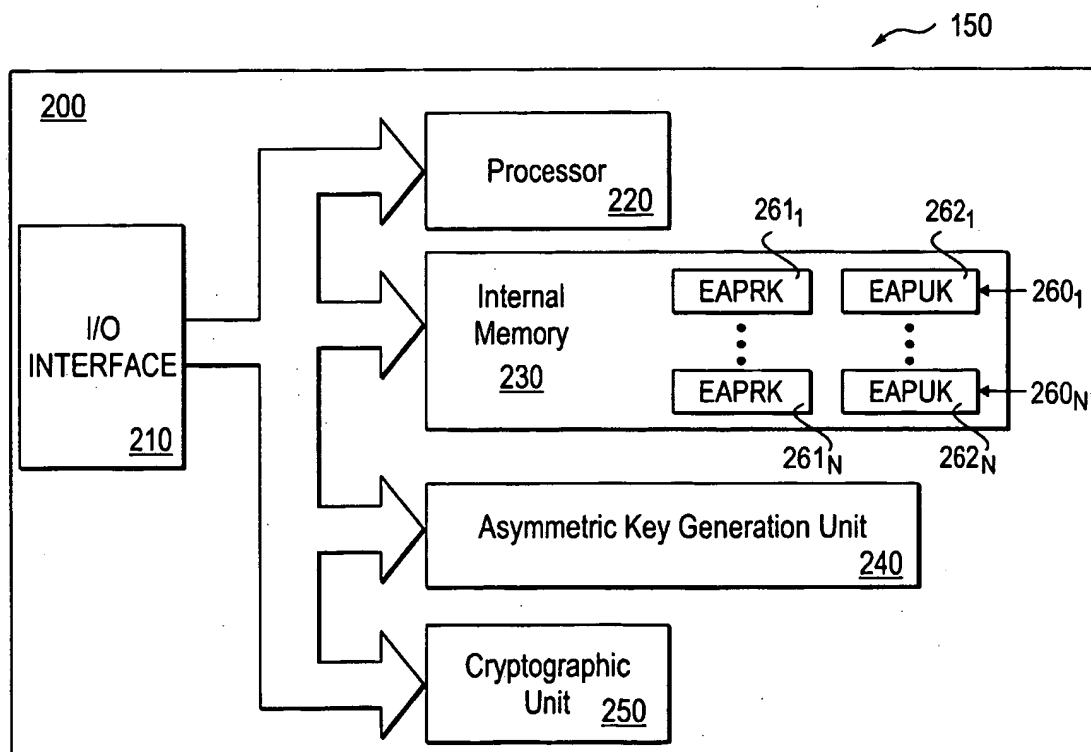 150
200
I/O
INTERFACE
210
Processor
220
Internal
Memory
230
261₁
262₁
EAPRK
EAPUK
260₁
EAPRK
EAPUK
260N
261N
262N
Asymmetric Key Generation Unit
240
Cryptographic
Unit
250